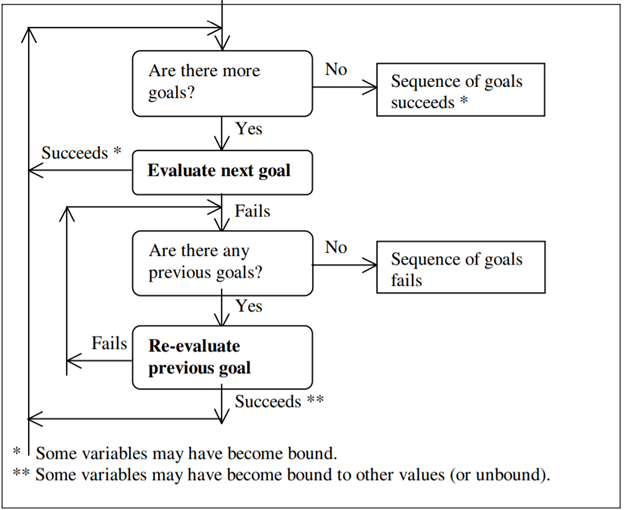 Are there more
goals?
No
Sequence of goals
succeeds *
Yes
Succeeds *
Evaluate next goal
Fails
Are there any
previous goals?
No
Sequence of goals
fails
Yes
Fails
Re-evaluate
previous goal
Succeeds **
* Some variables may have become bound.
** Some variables may have become bound to other values (or unbound).